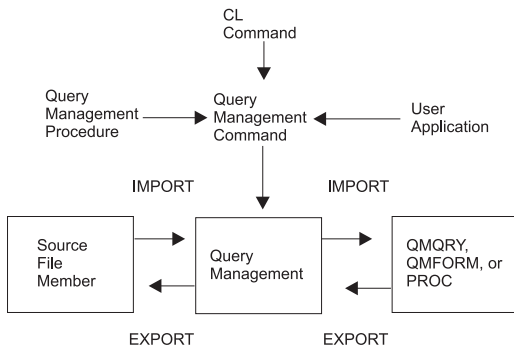 CL
Command
Query
Management
Procedure
Query
Management
Command
User
Application
IMPORT
IMPORT
Source
File
Member
Query
Management
QMQRY,
QMFORM, or
PROC
EXPORT
EXPORT